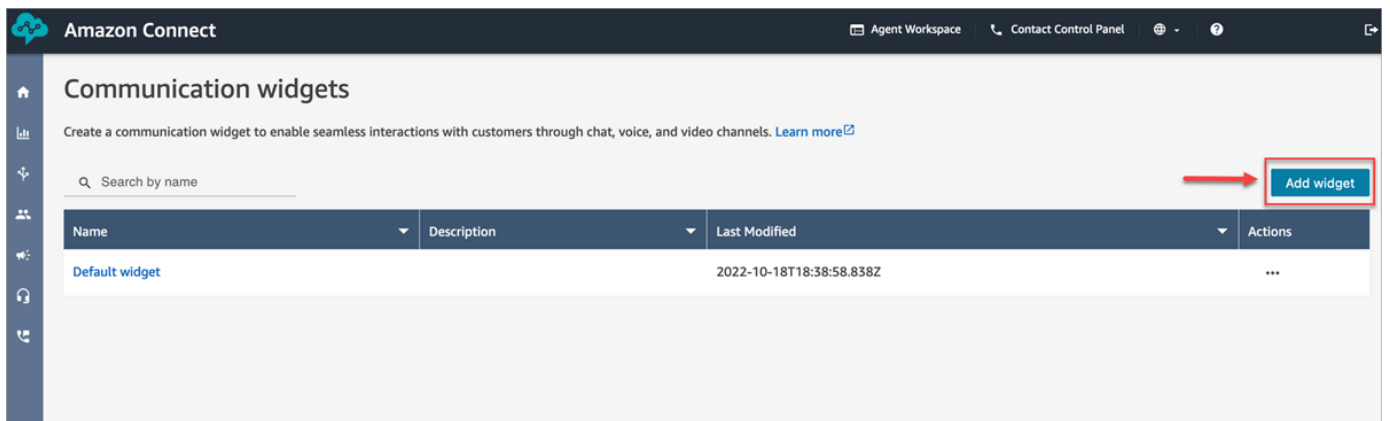 Amazon Connect
Agent Workspace
Contact Control Panel
Communication widgets
Create a communication widget to enable seamless interactions with customers through chat, voice, and video channels. Learn more
Search by name
Add widget
Name Description Last Modified Actions
Default widget 2022-10-18T18:38:58.838Z ...